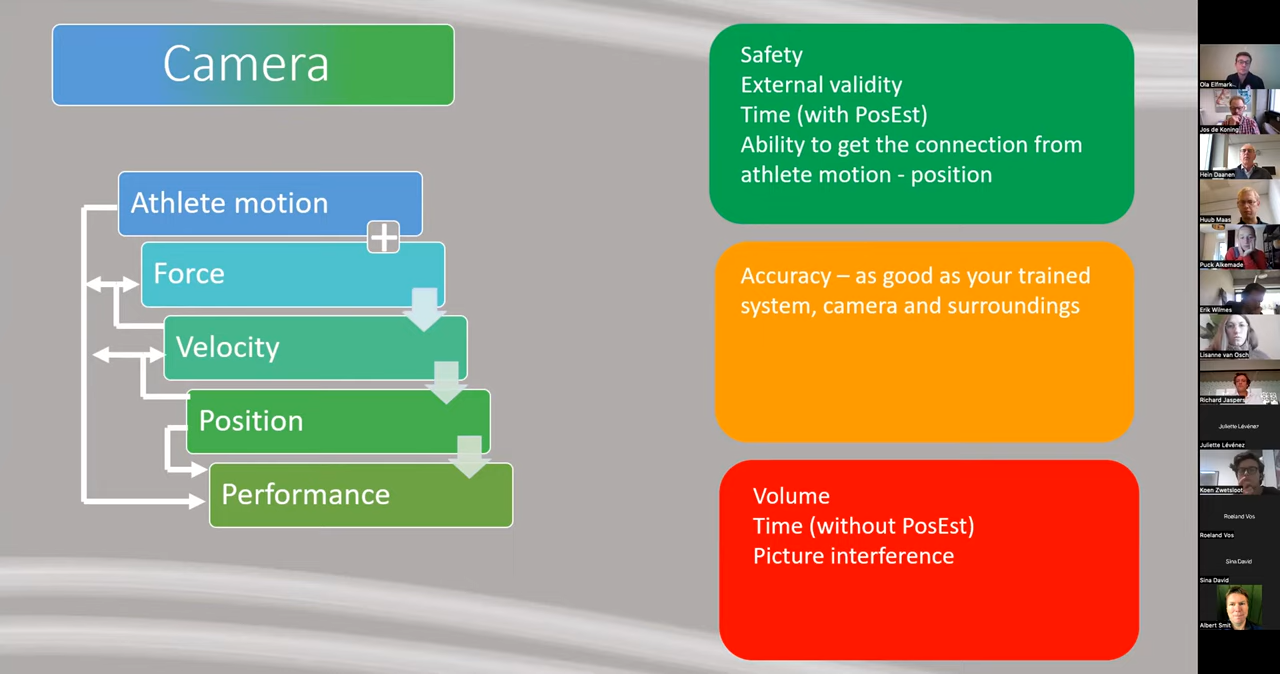 Camera
Athlete motion
Force
Velocity
Position
Performance
Safety
External validity
Time (with PosEst)
Ability to get the connection from
athlete motion - position
Accuracy – as good as your trained
system, camera and surroundings
Volume
Time (without PosEst)
Picture interference
Ola Elfmark
Jos de Koning
Hein Daanen
Huub Maas
Puck Alkemade
Erik Wilmes
Lisanne van Osch
Richard Jaspers
Juliette Lévénez
Juliette Lévénez
Koen Zwetsloot
Roeland Vos
Roeland Vos
Sina David
Sina David
Albert Smit